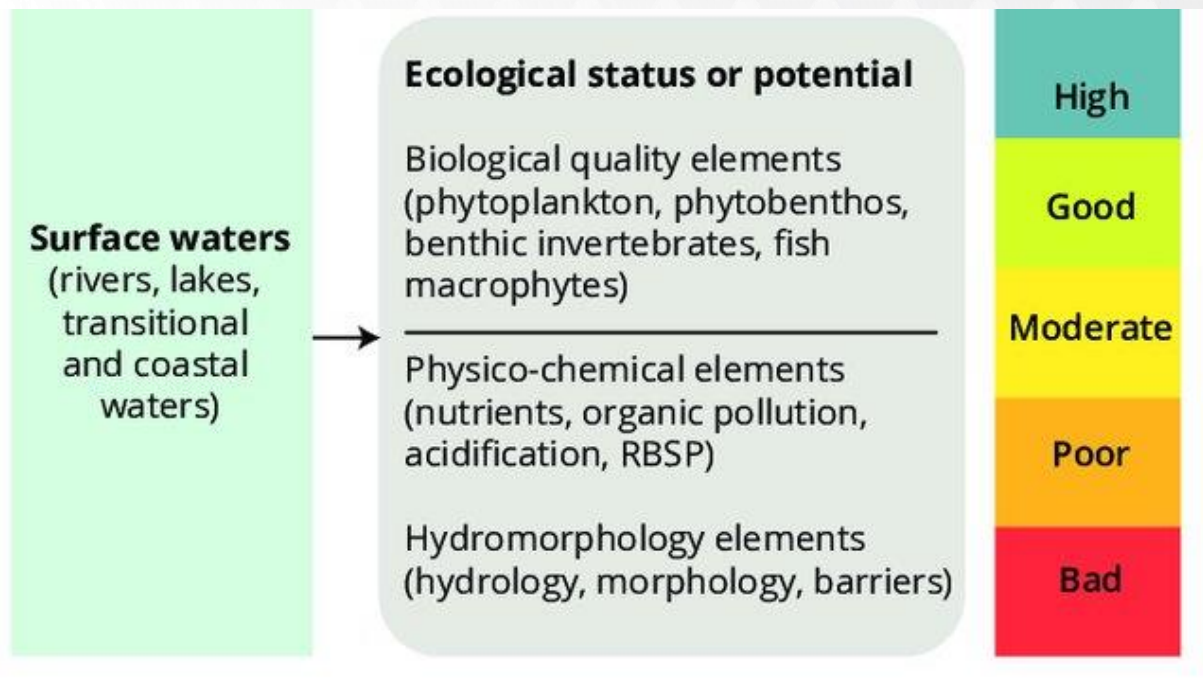 Surface waters
(rivers, lakes,
transitional
and coastal
waters)
Ecological status or potential
Biological quality elements
(phytoplankton, phytobenthos,
benthic invertebrates, fish
macrophytes)
Physico-chemical elements
(nutrients, organic pollution,
acidification, RBSP)
Hydromorphology elements
(hydrology, morphology, barriers)
High
Good
Moderate
Poor
Bad